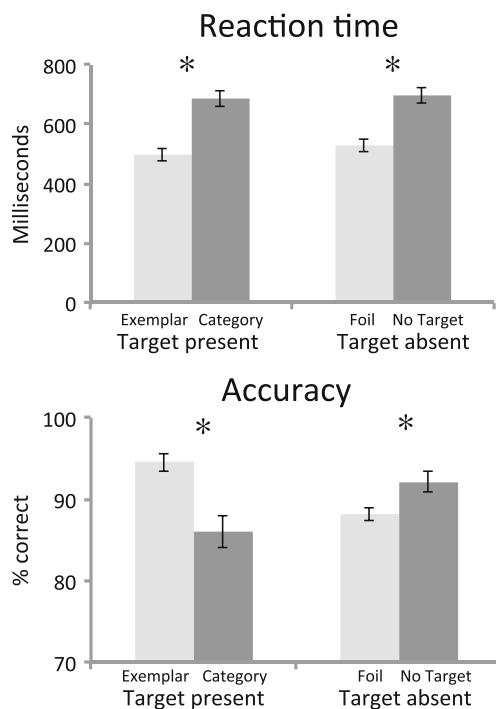 Reaction time
800
600
400
200
0
Milliseconds
*
*
Exemplar Category
Foil No Target
Target present
Target absent
Accuracy
100
90
80
70
% correct
*
*
Exemplar Category
Foil No Target
Target present
Target absent